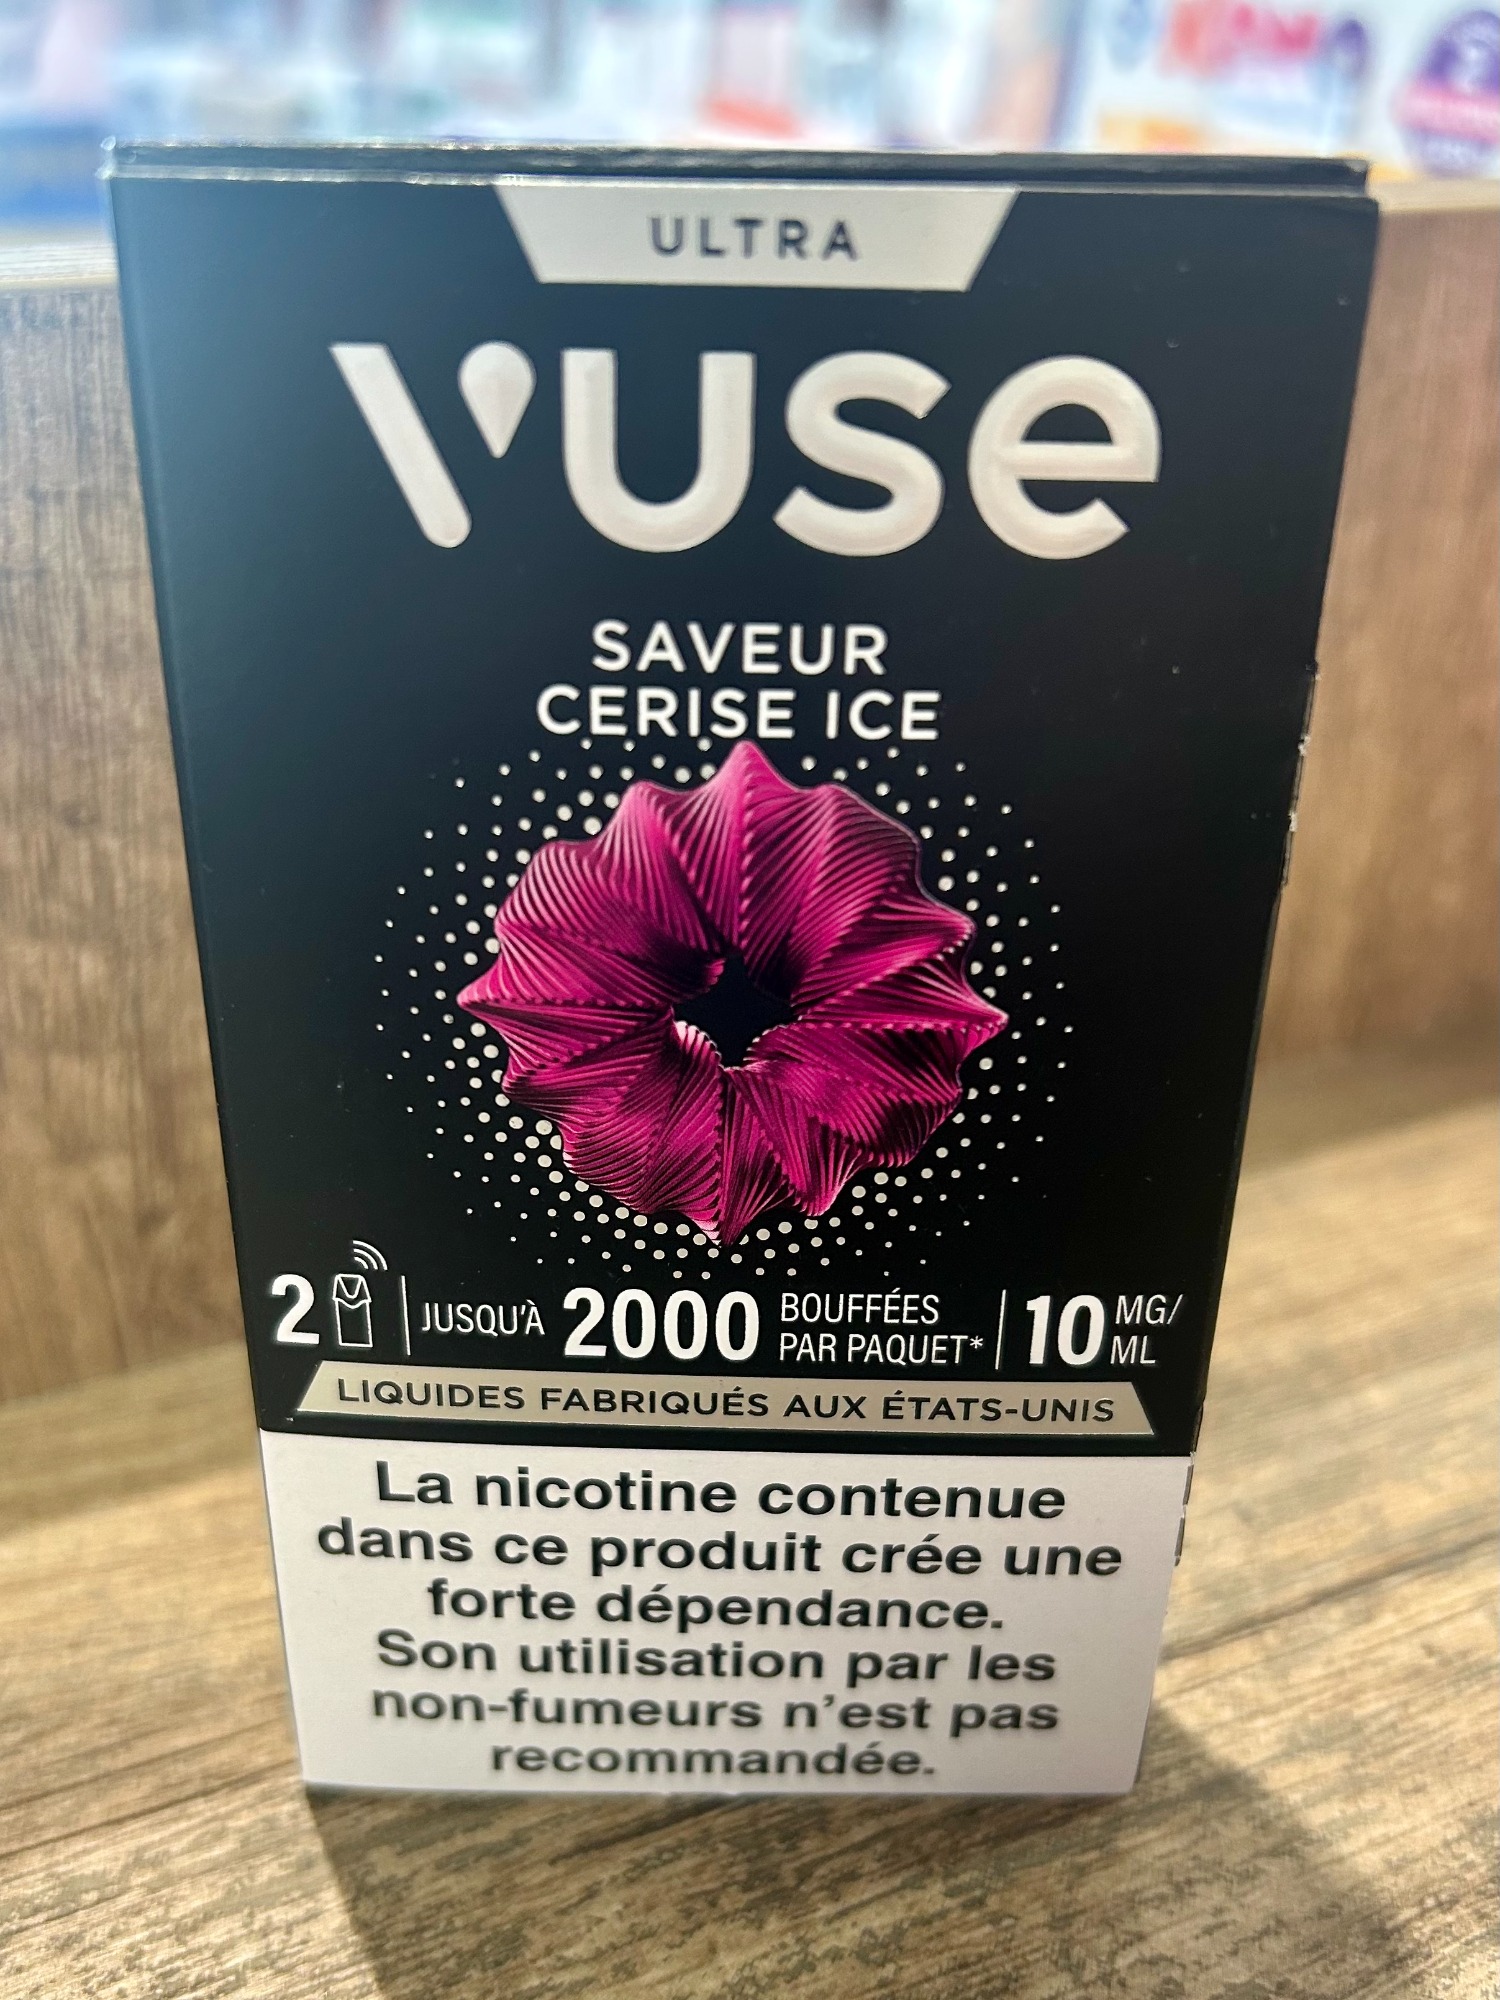 ULTRA
VUSE
SAVEUR
CERISE ICE
2 JUSQU'À 2000 BOUFFÉES PAR PAQUET* 10 MG/ML
LIQUIDES FABRIQUÉS AUX ÉTATS-UNIS
La nicotine contenue
dans ce produit crée une
forte dépendance.
Son utilisation par les
non-fumeurs n'est pas
recommandée.